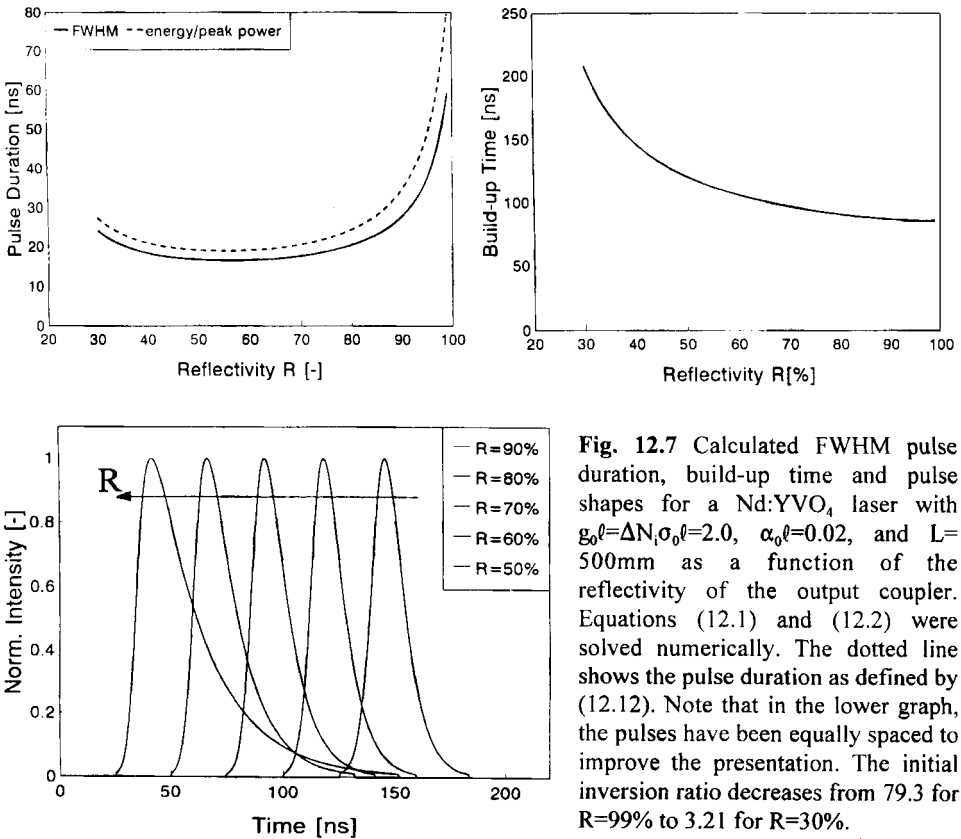 80
70
60
50
40
30
20
10
0
Pulse Duration [ns]
FWHM energy/peak power
20 30 40 50 60 70 80 90 100
Reflectivity R [-]
250
200
150
100
50
0
Build-up Time [ns]
20 30 40 50 60 70 80 90 100
Reflectivity R[%]
1
0.8
0.6
0.4
0.2
0
Norm. Intensity [-]
R
R=90%
R=80%
R=70%
R=60%
R=50%
0 50 100 150 200
Time [ns]
Fig. 12.7 Calculated FWHM pulse
duration, build-up time and pulse
shapes for a Nd:YVO₄ laser with
g₀ℓ=ΔNᵢσ₀ℓ=2.0, α₀ℓ=0.02, and L=
500mm as a function of the
reflectivity of the output coupler.
Equations (12.1) and (12.2) were
solved numerically. The dotted line
shows the pulse duration as defined by
(12.12). Note that in the lower graph,
the pulses have been equally spaced to
improve the presentation. The initial
inversion ratio decreases from 79.3 for
R=99% to 3.21 for R=30%.